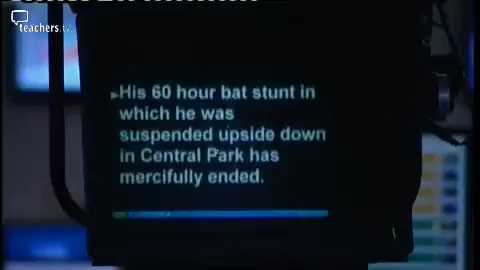 teachers.tv
▸His 60 hour bat stunt in
which he was
suspended upside down
in Central Park has
mercifully ended.